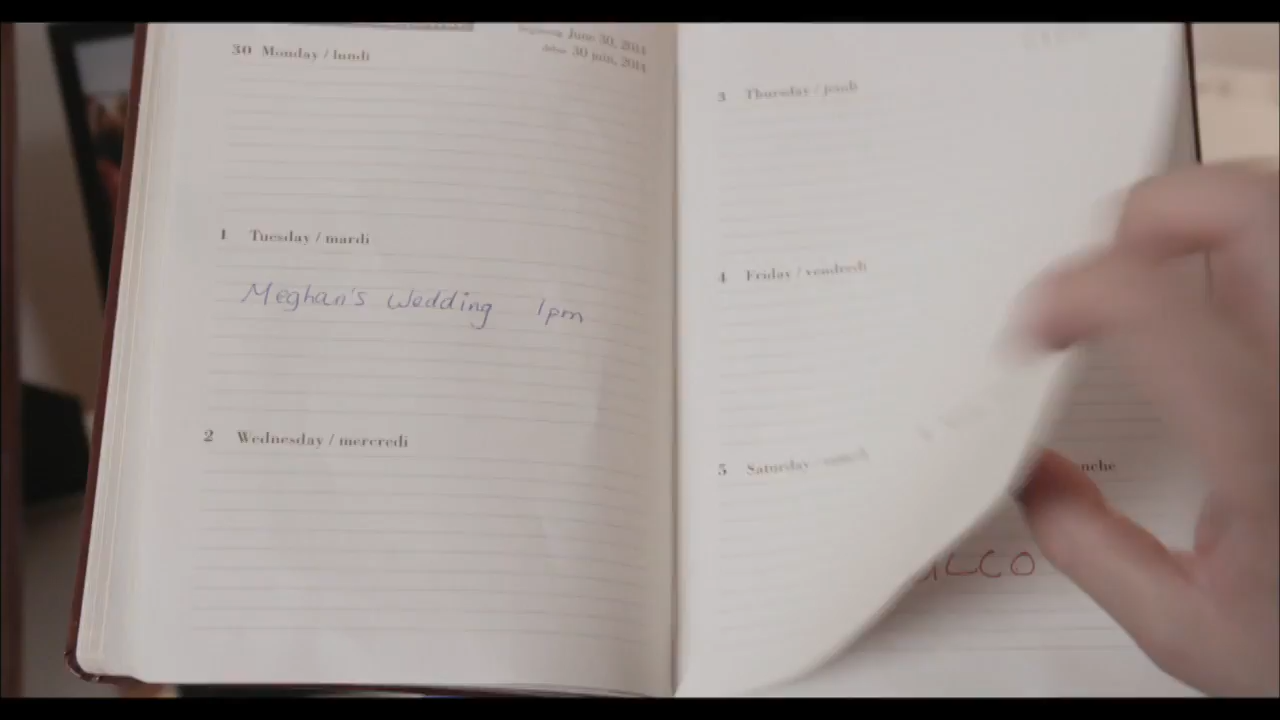 June 30, 2014
30 juin, 2014
30 Monday / lundi
1 Tuesday / mardi
Meghan's Wedding 1pm
2 Wednesday / mercredi
3 Thursday / jeudi
4 Friday / vendredi
5 Saturday